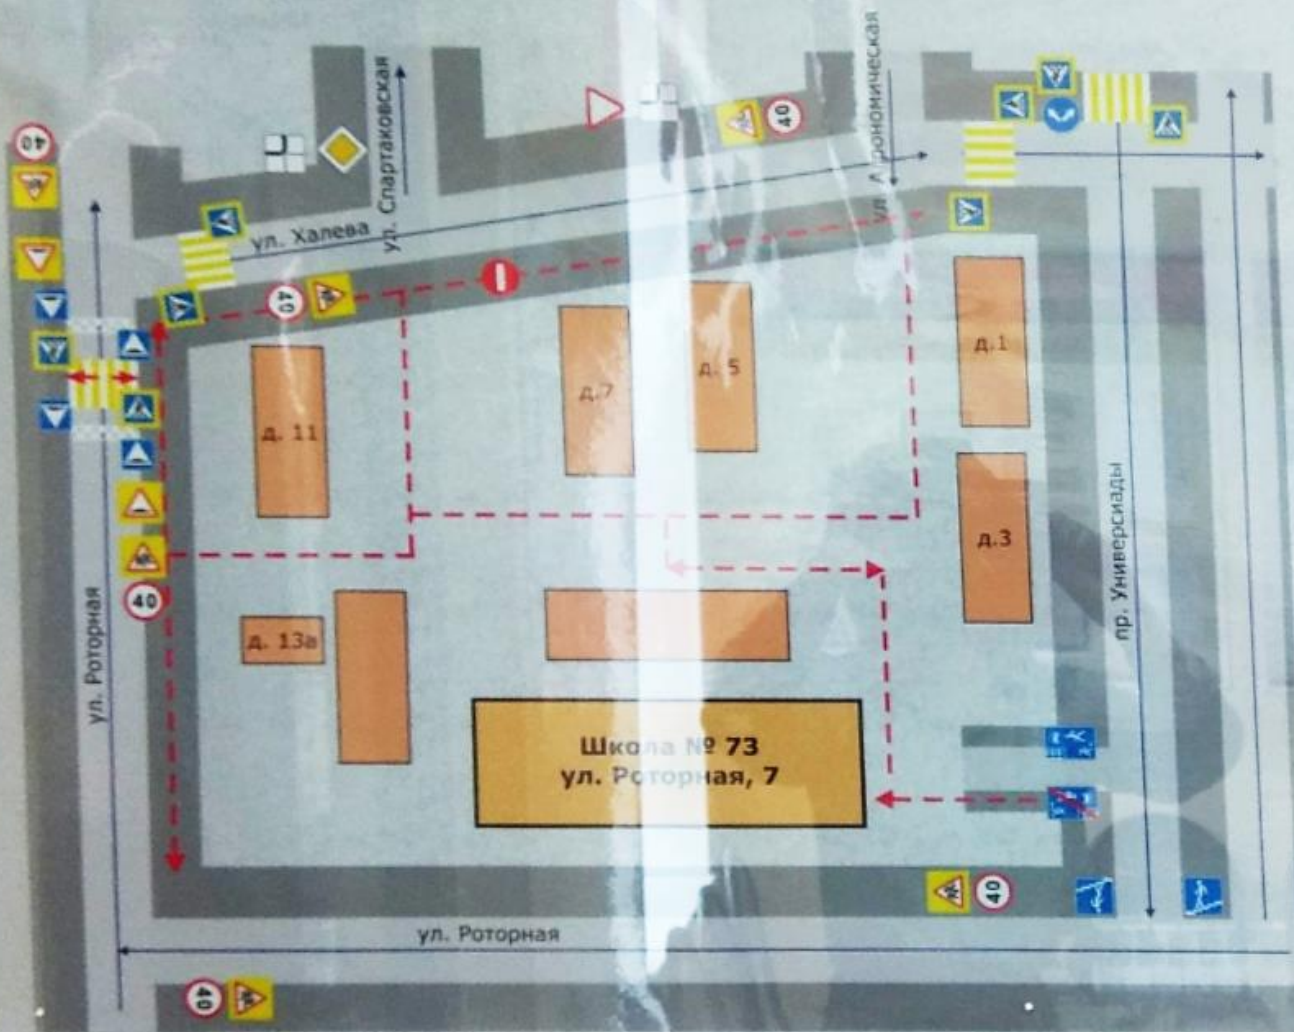 40
ул. Спартаковская
ул. Агрономическая
40
ул. Халева
40
д. 11
д.7
д. 5
д.1
д.3
40
д. 13а
ул. Роторная
пр. Универсиады
Школа № 73
ул. Роторная, 7
40
ул. Роторная
40